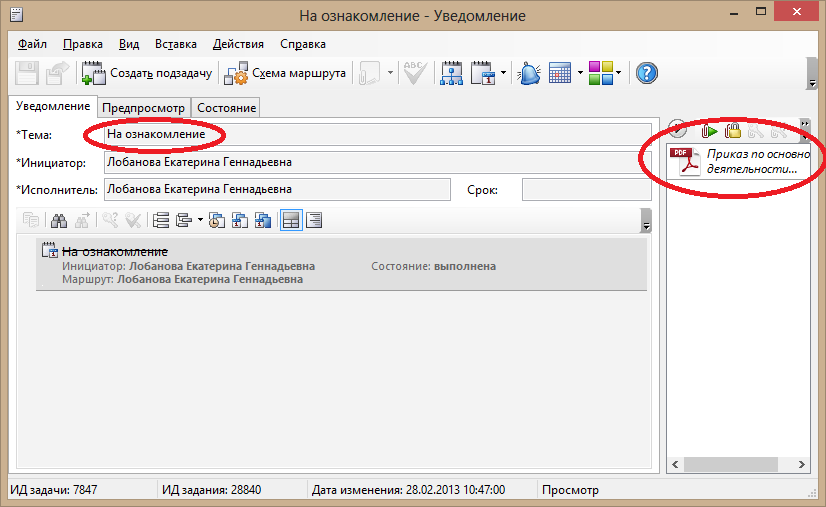 На ознакомление - Уведомление
Файл Правка Вид Вставка Действия Справка
Создать подзадачу Схема маршрута ABC 1 ?
Уведомление Предпросмотр Состояние
*Тема: На ознакомление
*Инициатор: Лобанова Екатерина Геннадьевна
*Исполнитель: Лобанова Екатерина Геннадьевна Срок:
На ознакомление
Инициатор: Лобанова Екатерина Геннадьевна Состояние: выполнена
Маршрут: Лобанова Екатерина Геннадьевна
PDF Приказ по основно
деятельности...
ИД задачи: 7847 ИД задания: 28840 Дата изменения: 28.02.2013 10:47:00 Просмотр